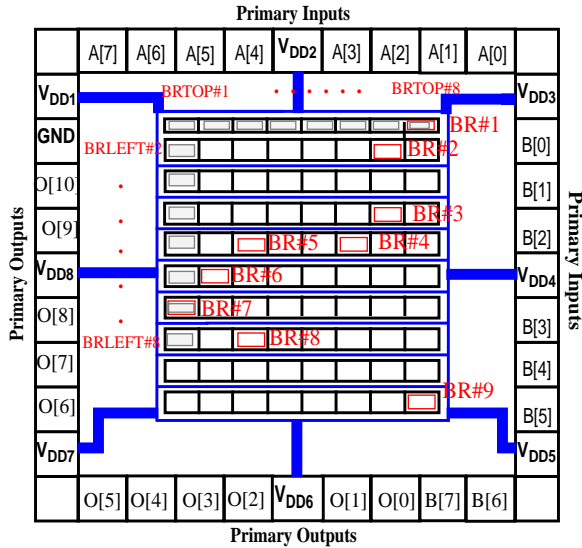 Primary Inputs
A[7] A[6] A[5] A[4] VDD2 A[3] A[2] A[1] A[0]
VDD1 BRTOP#1 . . . . . . BRTOP#8 VDD3
GND BR#1
BRLEFT#2 BR#2 B[0]
O[10] B[1]
O[9] BR#3 B[2]
BR#5 BR#4
VDD8 BR#6 VDD4
O[8] BR#7 B[3]
BRLEFT#8 BR#8
O[7] B[4]
O[6] BR#9 B[5]
VDD7 VDD5
O[5] O[4] O[3] O[2] VDD6 O[1] O[0] B[7] B[6]
Primary Outputs
Primary Outputs
Primary Inputs